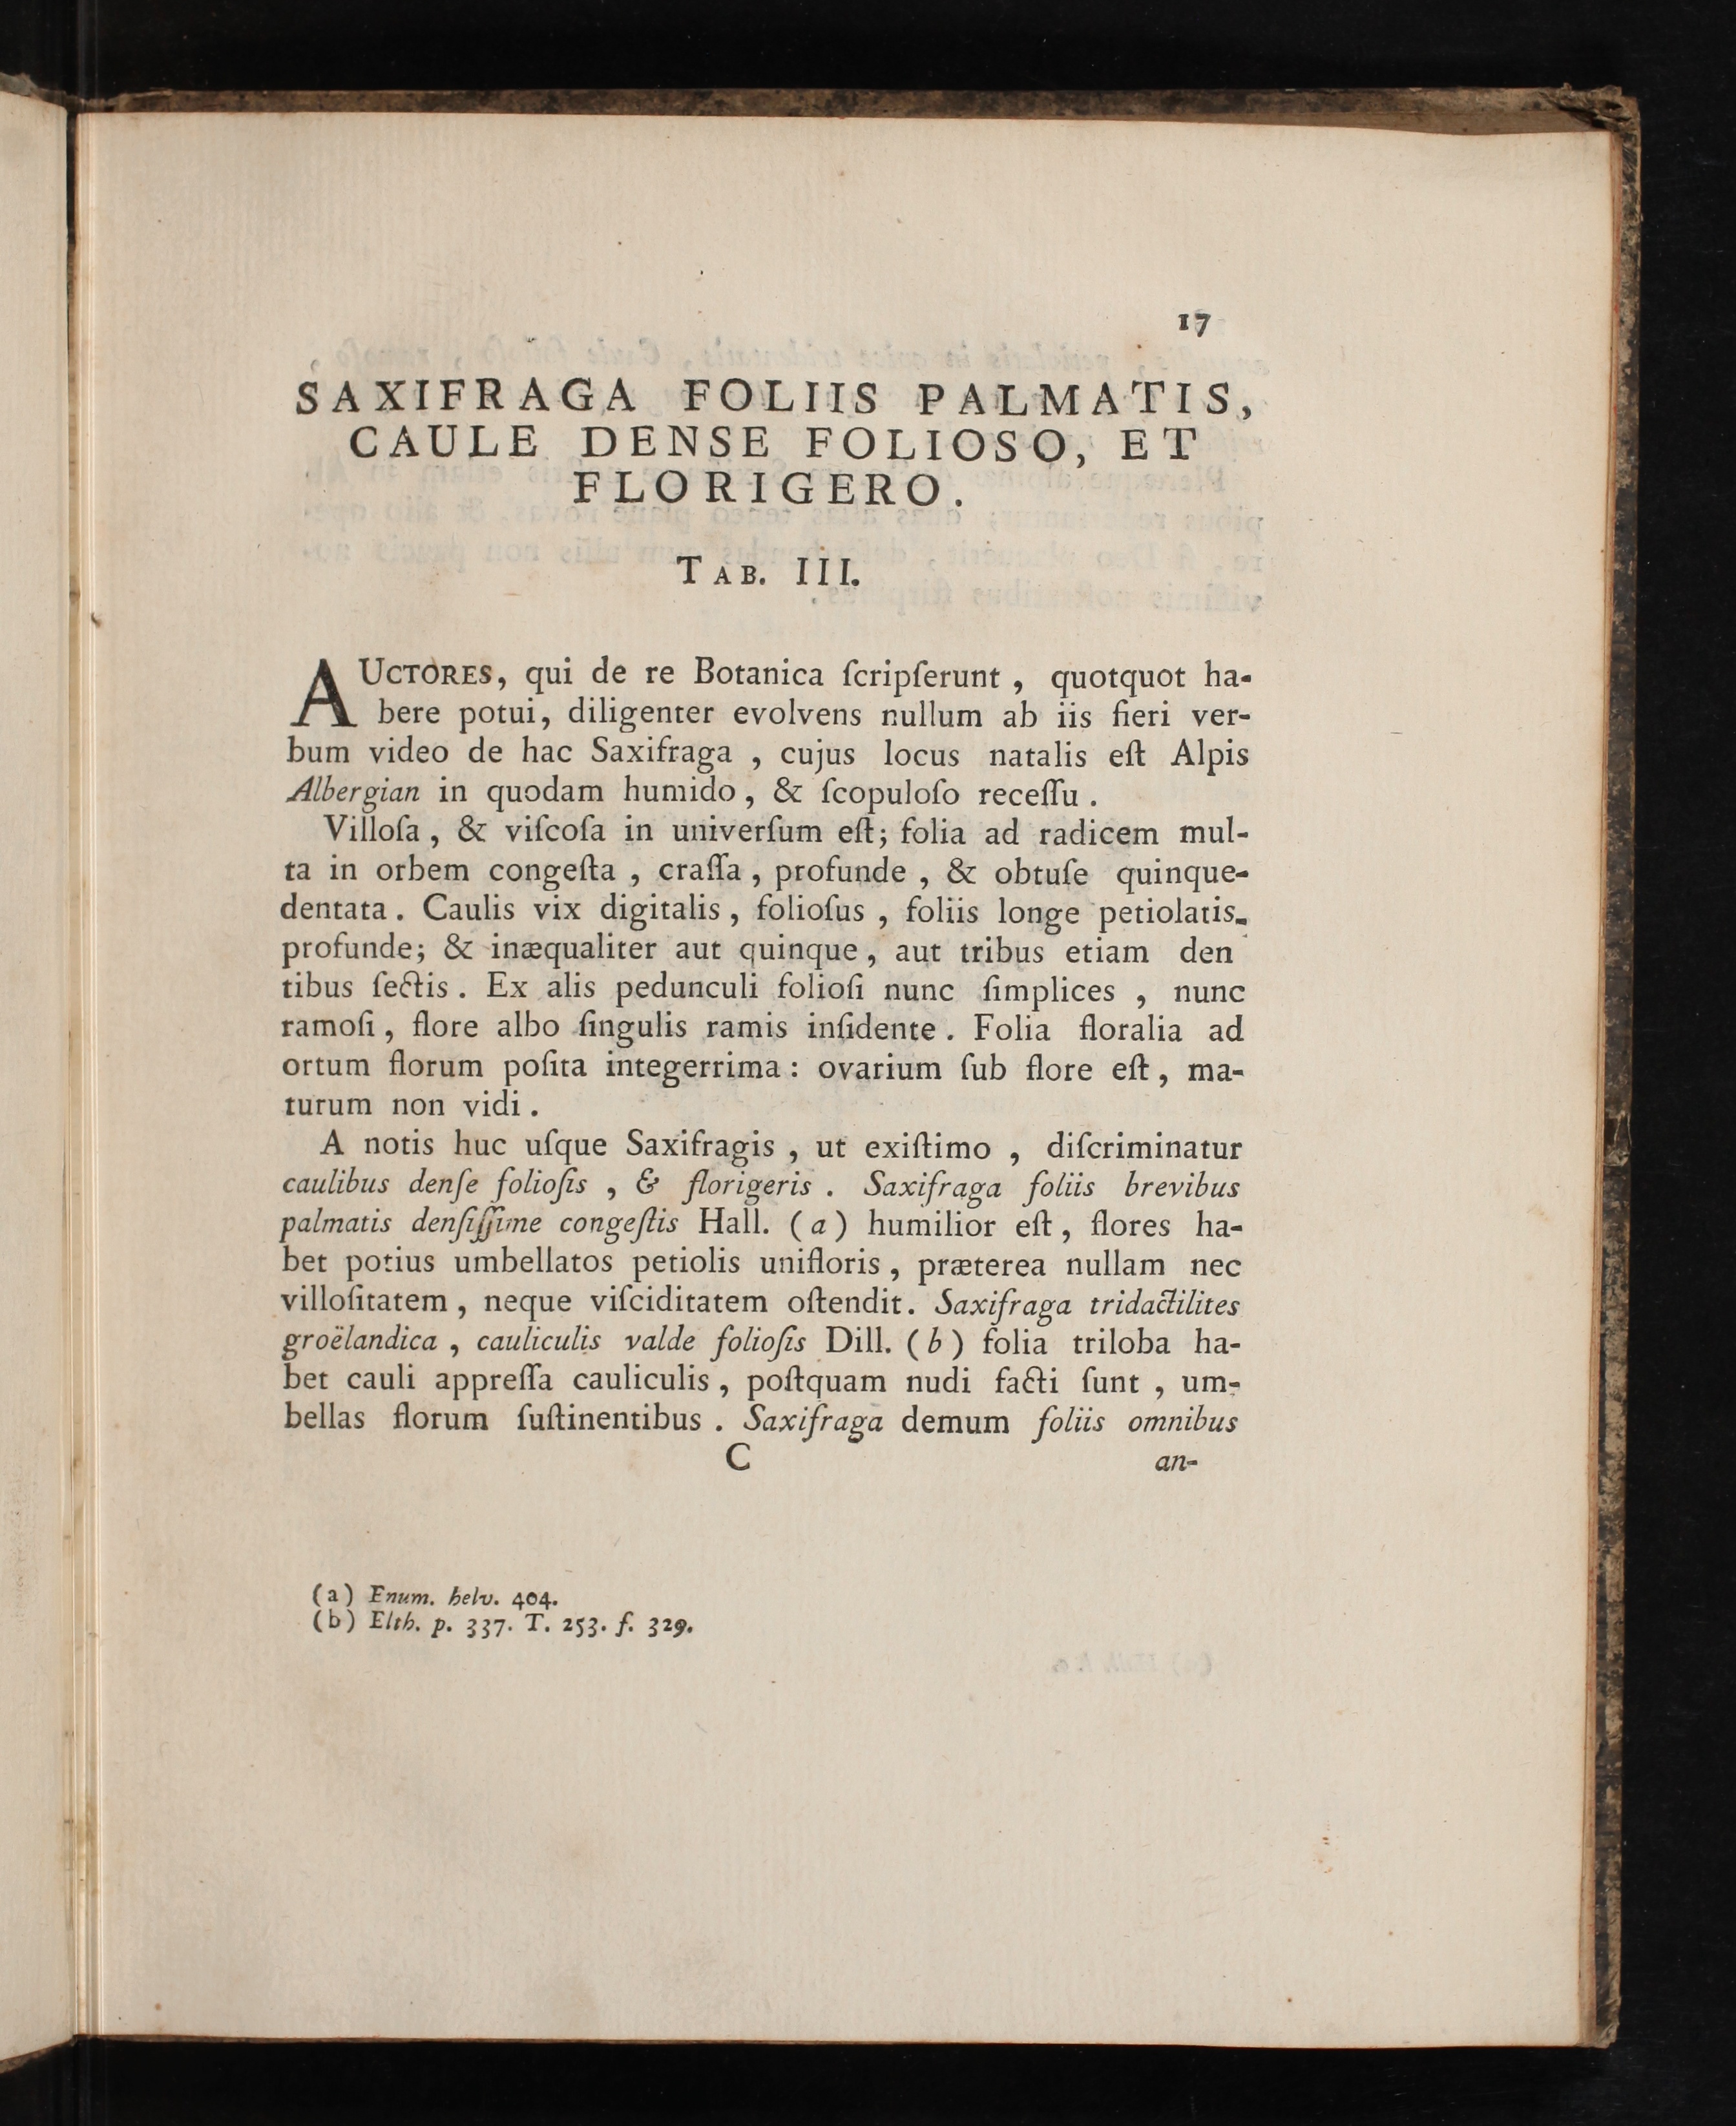 17
SAXIFRAGA FOLIIS PALMATIS,
CAULE DENSE FOLIOSO, ET
FLORIGERO.
TAB. III.
AUCTORES, qui de re Botanica ſcripſerunt, quotquot ha-
bere potui, diligenter evolvens nullum ab iis fieri ver-
bum video de hac Saxifraga, cujus locus natalis eſt Alpis
Albergian in quodam humido, & ſcopuloſo receſſu.
Villoſa, & viſcoſa in univerſum eſt; folia ad radicem mul-
ta in orbem congeſta, craſſa, profunde, & obtuſe quinque-
dentata. Caulis vix digitalis, folioſus, foliis longe petiolatis-
profunde; & inæqualiter aut quinque, aut tribus etiam den
tibus ſectis. Ex alis pedunculi folioſi nunc ſimplices, nunc
ramoſi, flore albo ſingulis ramis inſidente. Folia floralia ad
ortum florum poſita integerrima: ovarium ſub flore eſt, ma-
turum non vidi.
A notis huc uſque Saxifragis, ut exiſtimo, diſcriminatur
caulibus denſe folioſis, & florigeris. Saxifraga foliis brevibus
palmatis denſiſſime congeſtis Hall. (a) humilior eſt, flores ha-
bet potius umbellatos petiolis unifloris, præterea nullam nec
villoſitatem, neque viſciditatem oſtendit. Saxifraga tridactilites
groëlandica, cauliculis valde folioſis Dill. (b) folia triloba ha-
bet cauli appreſſa cauliculis, poſtquam nudi facti ſunt, um-
bellas florum ſuſtinentibus. Saxifraga demum foliis omnibus
C an-
(a) Enum. helv. 404.
(b) Elth. p. 337. T. 253. f. 329.